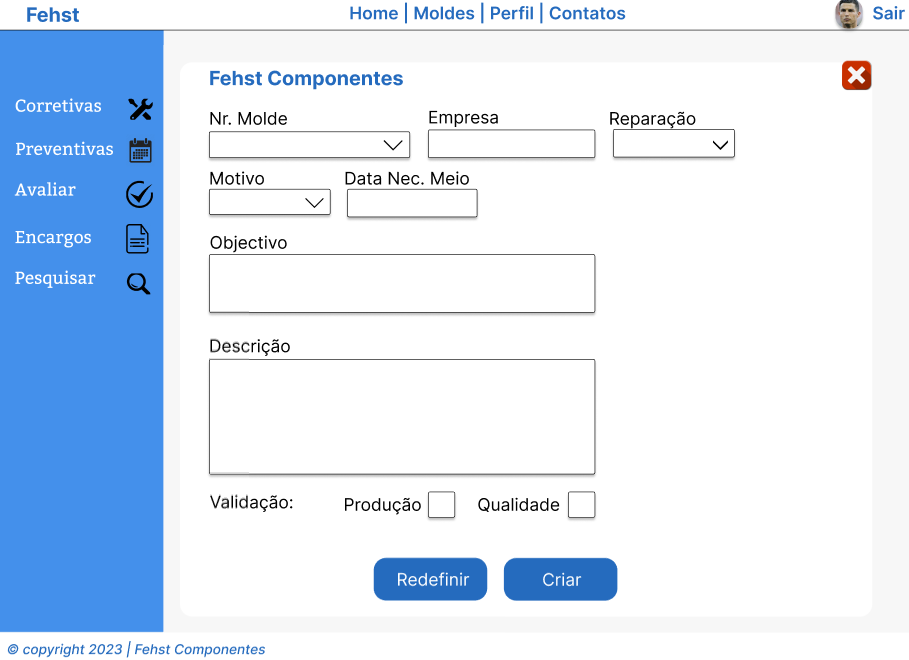 Fehst
Home | Moldes | Perfil | Contatos
Sair
Corretivas
Preventivas
Avaliar
Encargos
Pesquisar
Fehst Componentes
Nr. Molde
Empresa
Reparação
Motivo
Data Nec. Meio
Objectivo
Descrição
Validação:
Produção
Qualidade
Redefinir
Criar
© copyright 2023 | Fehst Componentes